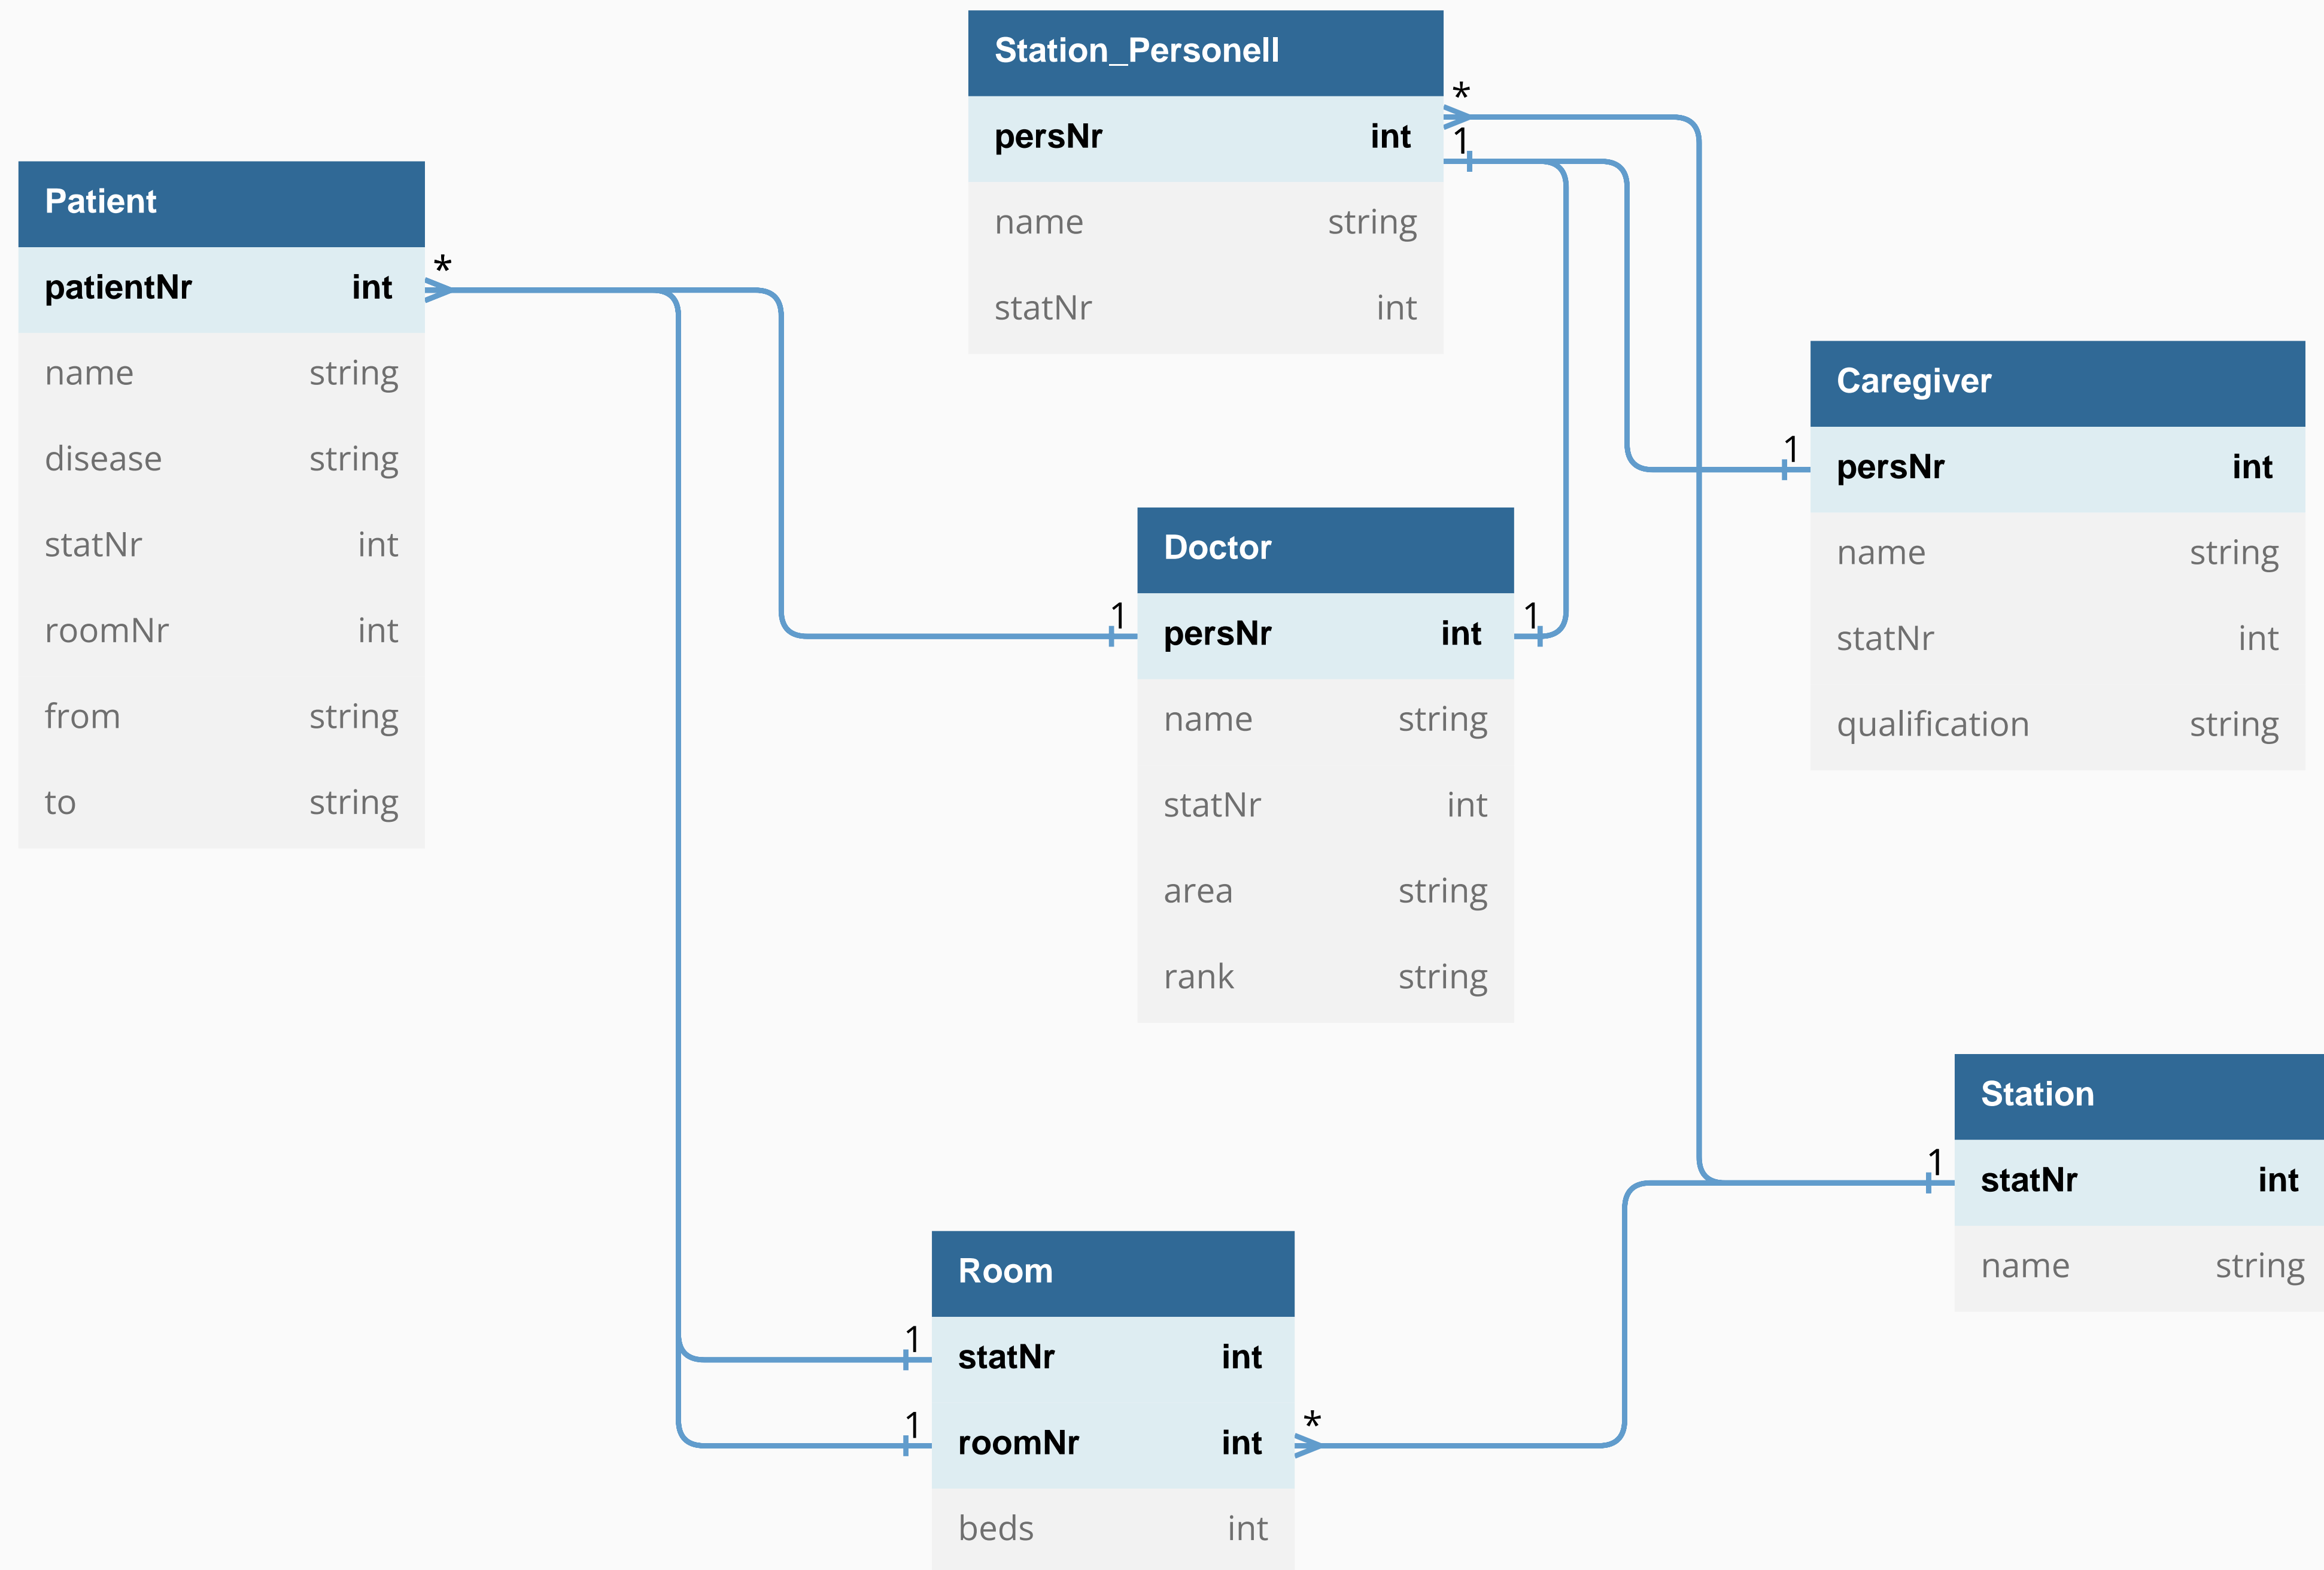 Station_Personell
*
persNr int
1
name string
statNr int
Patient
*
patientNr int
name string
disease string
statNr int
roomNr int
from string
to string
Caregiver
1
persNr int
name string
statNr int
qualification string
Doctor
1 1
persNr int
name string
statNr int
area string
rank string
Station
1
statNr int
name string
Room
1
statNr int
1 *
roomNr int
beds int